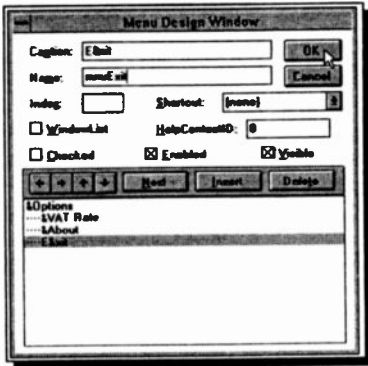 Menu Design Window
Caption: E&xit OK
Name: mnuExit Cancel
Index: Shortcut: (none)
WindowList HelpContextID: 0
Checked Enabled Visible
Next Insert Delete
&Options
····&VAT Rate
····&About
····E&xit